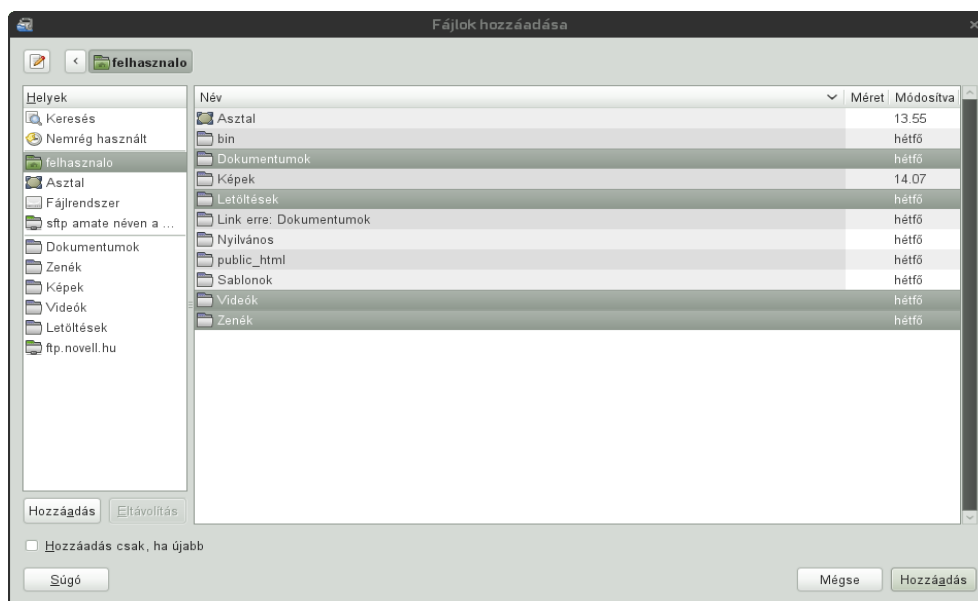 Fájlok hozzáadása
felhasznalo
Helyek
Keresés
Nemrég használt
felhasznalo
Asztal
Fájlrendszer
sftp amate néven a ...
Dokumentumok
Zenék
Képek
Videók
Letöltések
ftp.novell.hu
Hozzáadás Eltávolítás
Név Méret Módosítva
Asztal 13.55
bin hétfő
Dokumentumok hétfő
Képek 14.07
Letöltések hétfő
Link erre: Dokumentumok hétfő
Nyilvános hétfő
public_html hétfő
Sablonok hétfő
Videók hétfő
Zenék hétfő
Hozzáadás csak, ha újabb
Súgó Mégse Hozzáadás